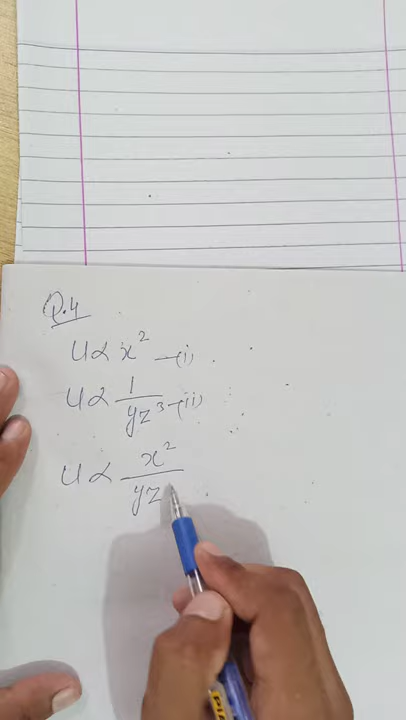 Q.4
u∝x² —(i)
u∝1/yz³ —(ii)
u∝x²/yz